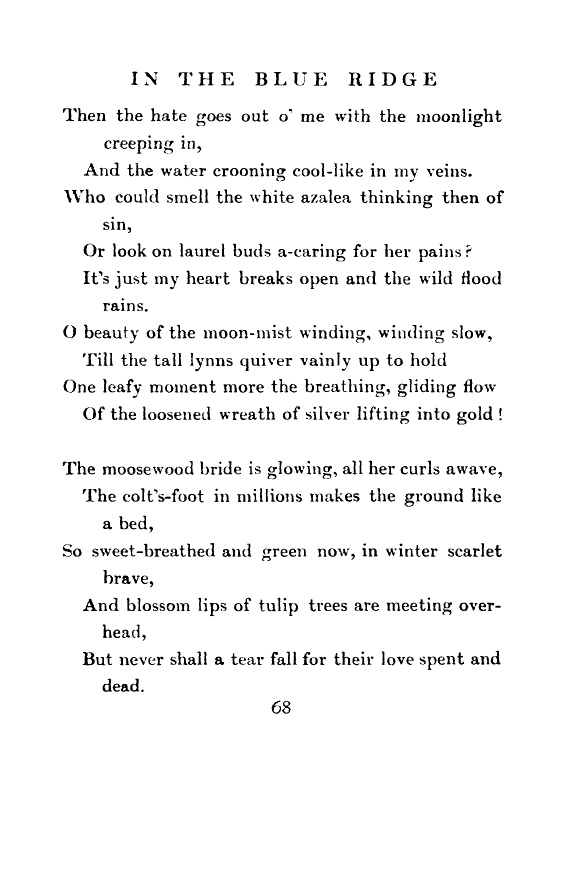 IN THE BLUE RIDGE
Then the hate goes out o' me with the moonlight
creeping in,
And the water crooning cool-like in my veins.
Who could smell the white azalea thinking then of
sin,
Or look on laurel buds a-caring for her pains?
It's just my heart breaks open and the wild flood
rains.
O beauty of the moon-mist winding, winding slow,
Till the tall lynns quiver vainly up to hold
One leafy moment more the breathing, gliding flow
Of the loosened wreath of silver lifting into gold!
The moosewood bride is glowing, all her curls awave,
The colt's-foot in millions makes the ground like
a bed,
So sweet-breathed and green now, in winter scarlet
brave,
And blossom lips of tulip trees are meeting over-
head,
But never shall a tear fall for their love spent and
dead.
68